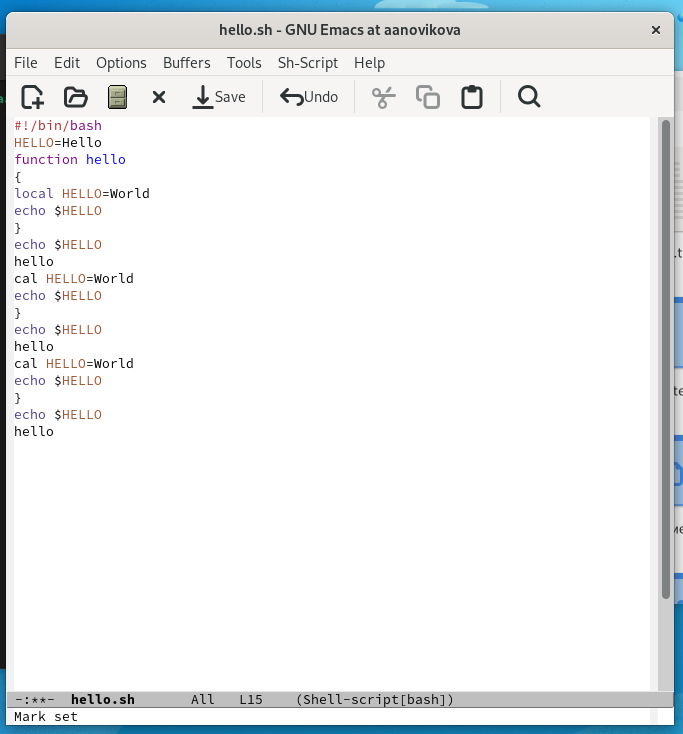 hello.sh - GNU Emacs at aanovikova
File Edit Options Buffers Tools Sh-Script Help
Save Undo
#!/bin/bash
HELLO=Hello
function hello
{
local HELLO=World
echo $HELLO
}
echo $HELLO
hello
cal HELLO=World
echo $HELLO
}
echo $HELLO
hello
cal HELLO=World
echo $HELLO
}
echo $HELLO
hello
-:**- hello.sh All L15 (Shell-script[bash])
Mark set